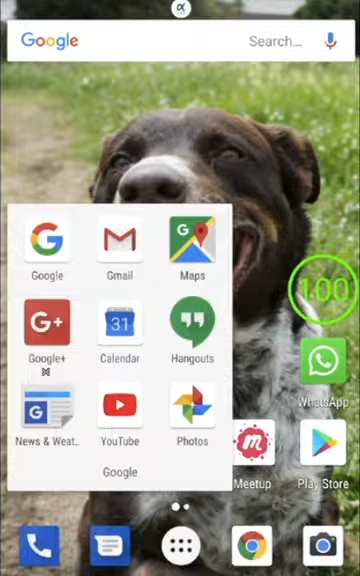 Google Search...
Google Gmail Maps
100
G+ 31
Google+ Calendar Hangouts
WhatsApp
News & Weat.. YouTube Photos
Meetup Play Store
Google